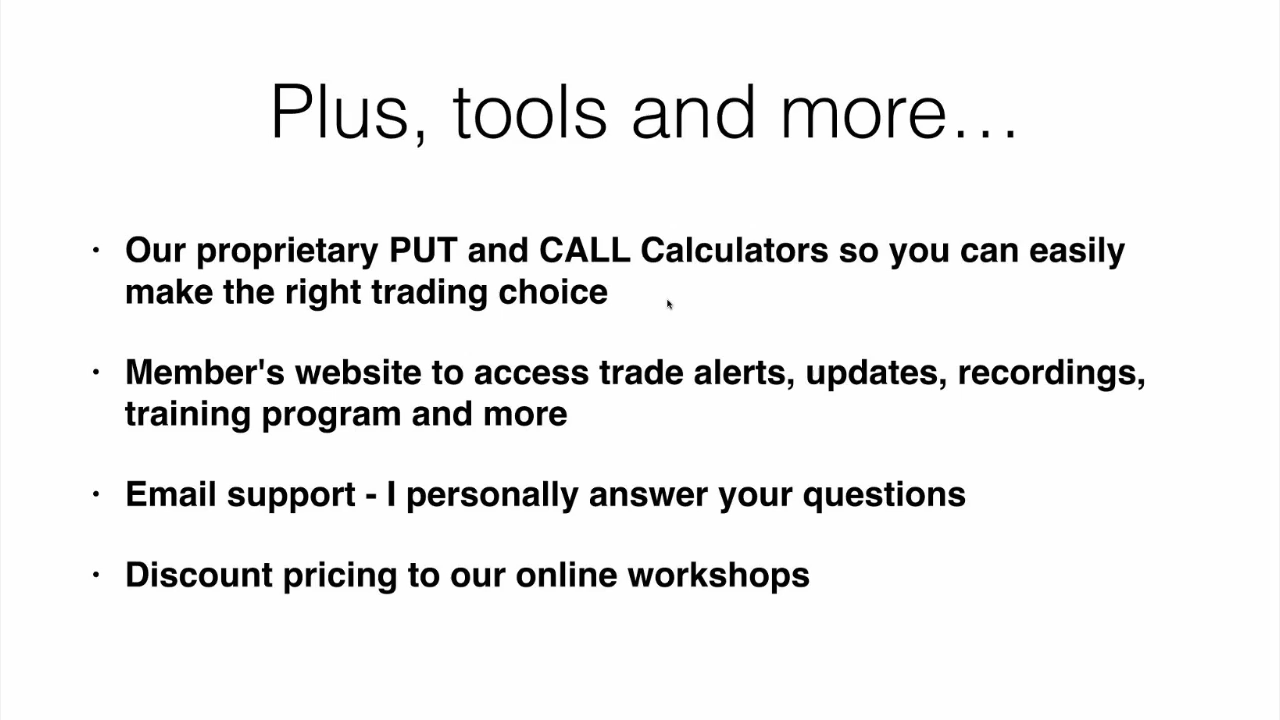 Plus, tools and more…
· Our proprietary PUT and CALL Calculators so you can easily
make the right trading choice
· Member's website to access trade alerts, updates, recordings,
training program and more
· Email support - I personally answer your questions
· Discount pricing to our online workshops